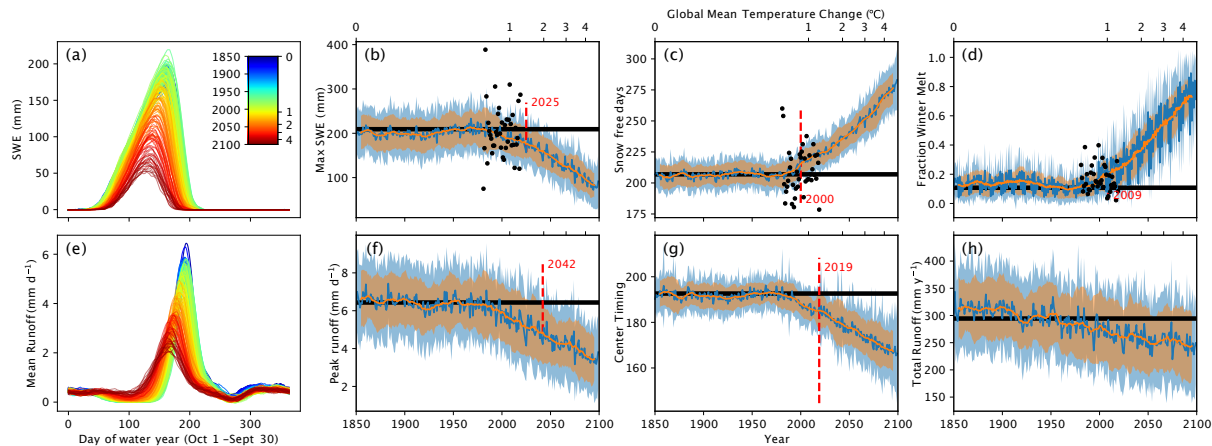 Global Mean Temperature Change (°C)
0 1 2 3 4
0 1 2 3 4
0 1 2 3 4
(a)
SWE (mm)
200
150
100
50
0
1850
1900
1950
2000
2050
2100
0
1
2
4
(b)
Max SWE (mm)
400
300
200
100
2025
(c)
Snow free days
300
275
250
225
200
175
2000
(d)
Fraction Winter Melt
1.0
0.8
0.6
0.4
0.2
0.0
2009
(e)
Mean Runoff(mm d⁻¹)
6
4
2
0
0 100 200 300
Day of water year (Oct 1 –Sept 30)
(f)
Peak runoff (mm d⁻¹)
8
6
4
2
2042
1850 1900 1950 2000 2050 2100
(g)
Center Timing
200
180
160
2019
1850 1900 1950 2000 2050 2100
Year
(h)
Total Runoff (mm y⁻¹)
400
350
300
250
200
150
1850 1900 1950 2000 2050 2100